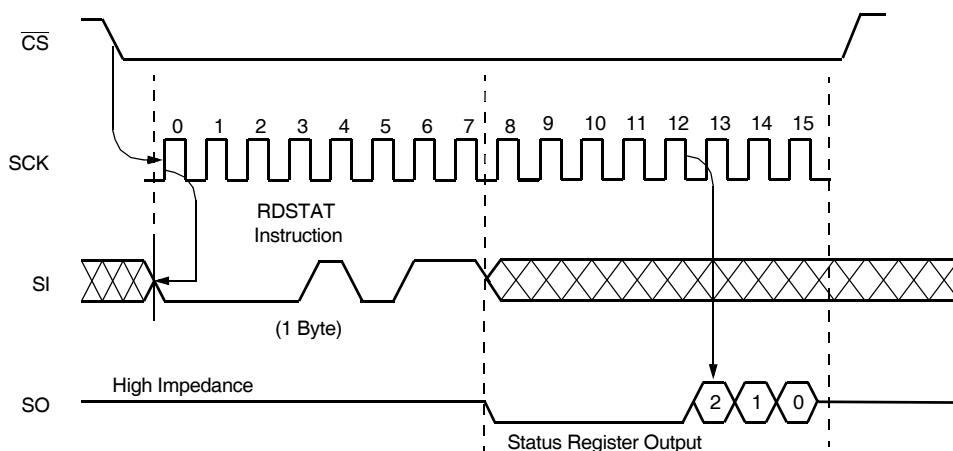 CS
0 1 2 3 4 5 6 7 8 9 10 11 12 13 14 15
SCK
RDSTAT
Instruction
SI
(1 Byte)
High Impedance
SO
2 1 0
Status Register Output